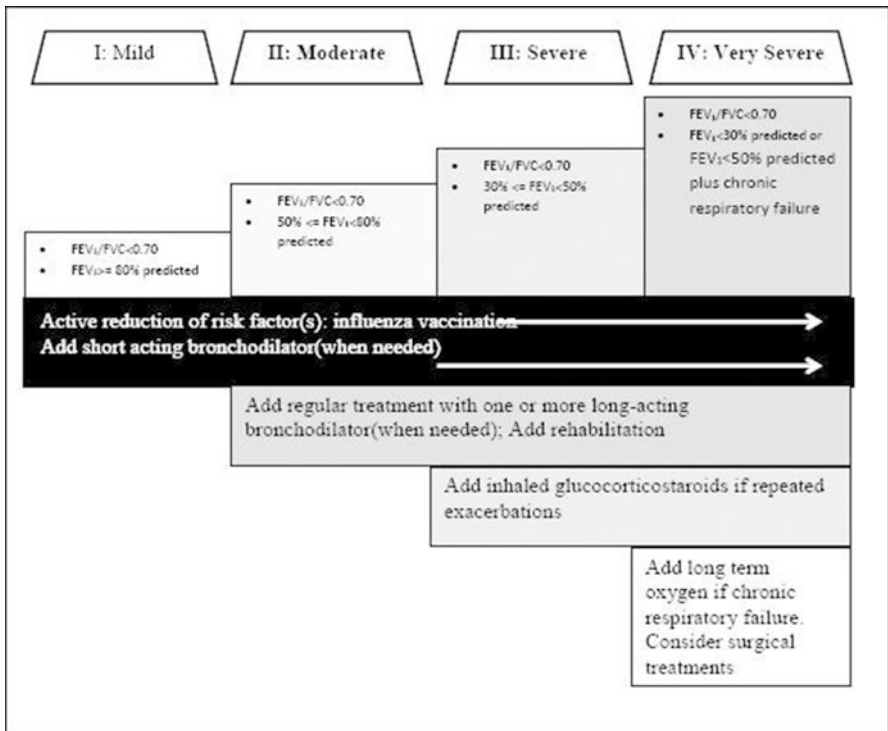 I: Mild
II: Moderate
III: Severe
IV: Very Severe
• FEV₁/FVC<0.70
• FEV₁>= 80% predicted
• FEV₁/FVC<0.70
• 50% <= FEV₁<80%
predicted
• FEV₁/FVC<0.70
• 30% <= FEV₁<50%
predicted
• FEV₁/FVC<0.70
• FEV₁<30% predicted or
FEV₁<50% predicted
plus chronic
respiratory failure
Active reduction of risk factor(s): influenza vaccination
Add short acting bronchodilator(when needed)
Add regular treatment with one or more long-acting
bronchodilator(when needed); Add rehabilitation
Add inhaled glucocorticostaroids if repeated
exacerbations
Add long term
oxygen if chronic
respiratory failure.
Consider surgical
treatments